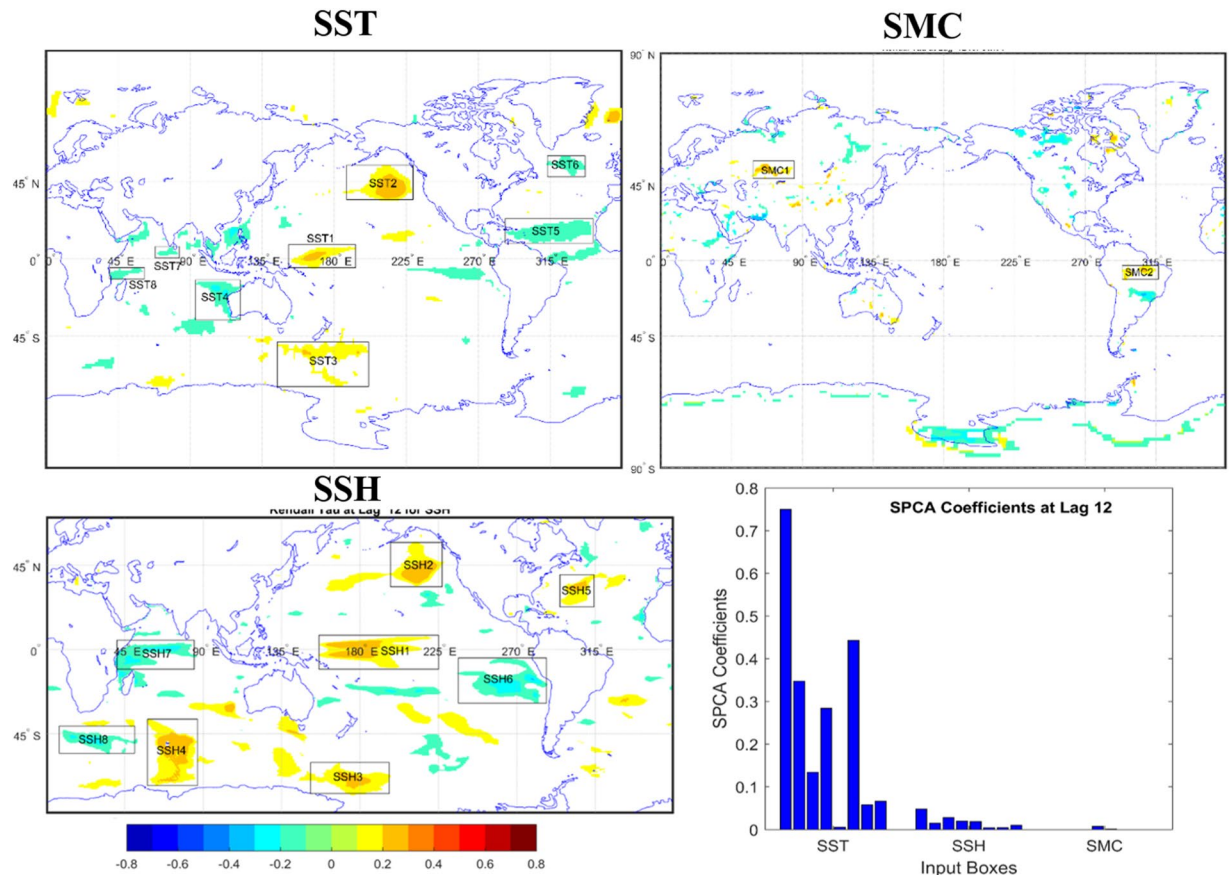 SST
SMC
45° N
SST2
SST6
SST5
SST1
0 45 E SST7 90 E 135 E 180 E 225 E 270 E 315 E
SST8
SST4
45° S
SST3
90° N
45° N
SMC1
0 45 E 90 E 135 E 180 E 225 E 270 E 315 E
SMC2
45° S
90° S
SSH
Kendall Tau at Lag 12 for SSH
45° N
SSH2
SSH5
0 45 E SSH7 90 E 135 E 180 E SSH1 225 E 270 E 315 E
SSH6
45° S
SSH8
SSH4
SSH3
-0.8 -0.6 -0.4 -0.2 0 0.2 0.4 0.6 0.8
SPCA Coefficients at Lag 12
SPCA Coefficients
0.8
0.7
0.6
0.5
0.4
0.3
0.2
0.1
0
SST SSH SMC
Input Boxes